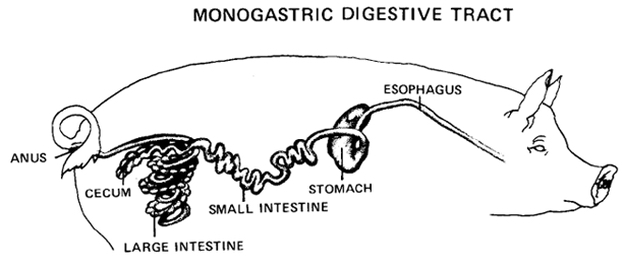 MONOGASTRIC DIGESTIVE TRACT
ESOPHAGUS
ANUS
CECUM
STOMACH
SMALL INTESTINE
LARGE INTESTINE